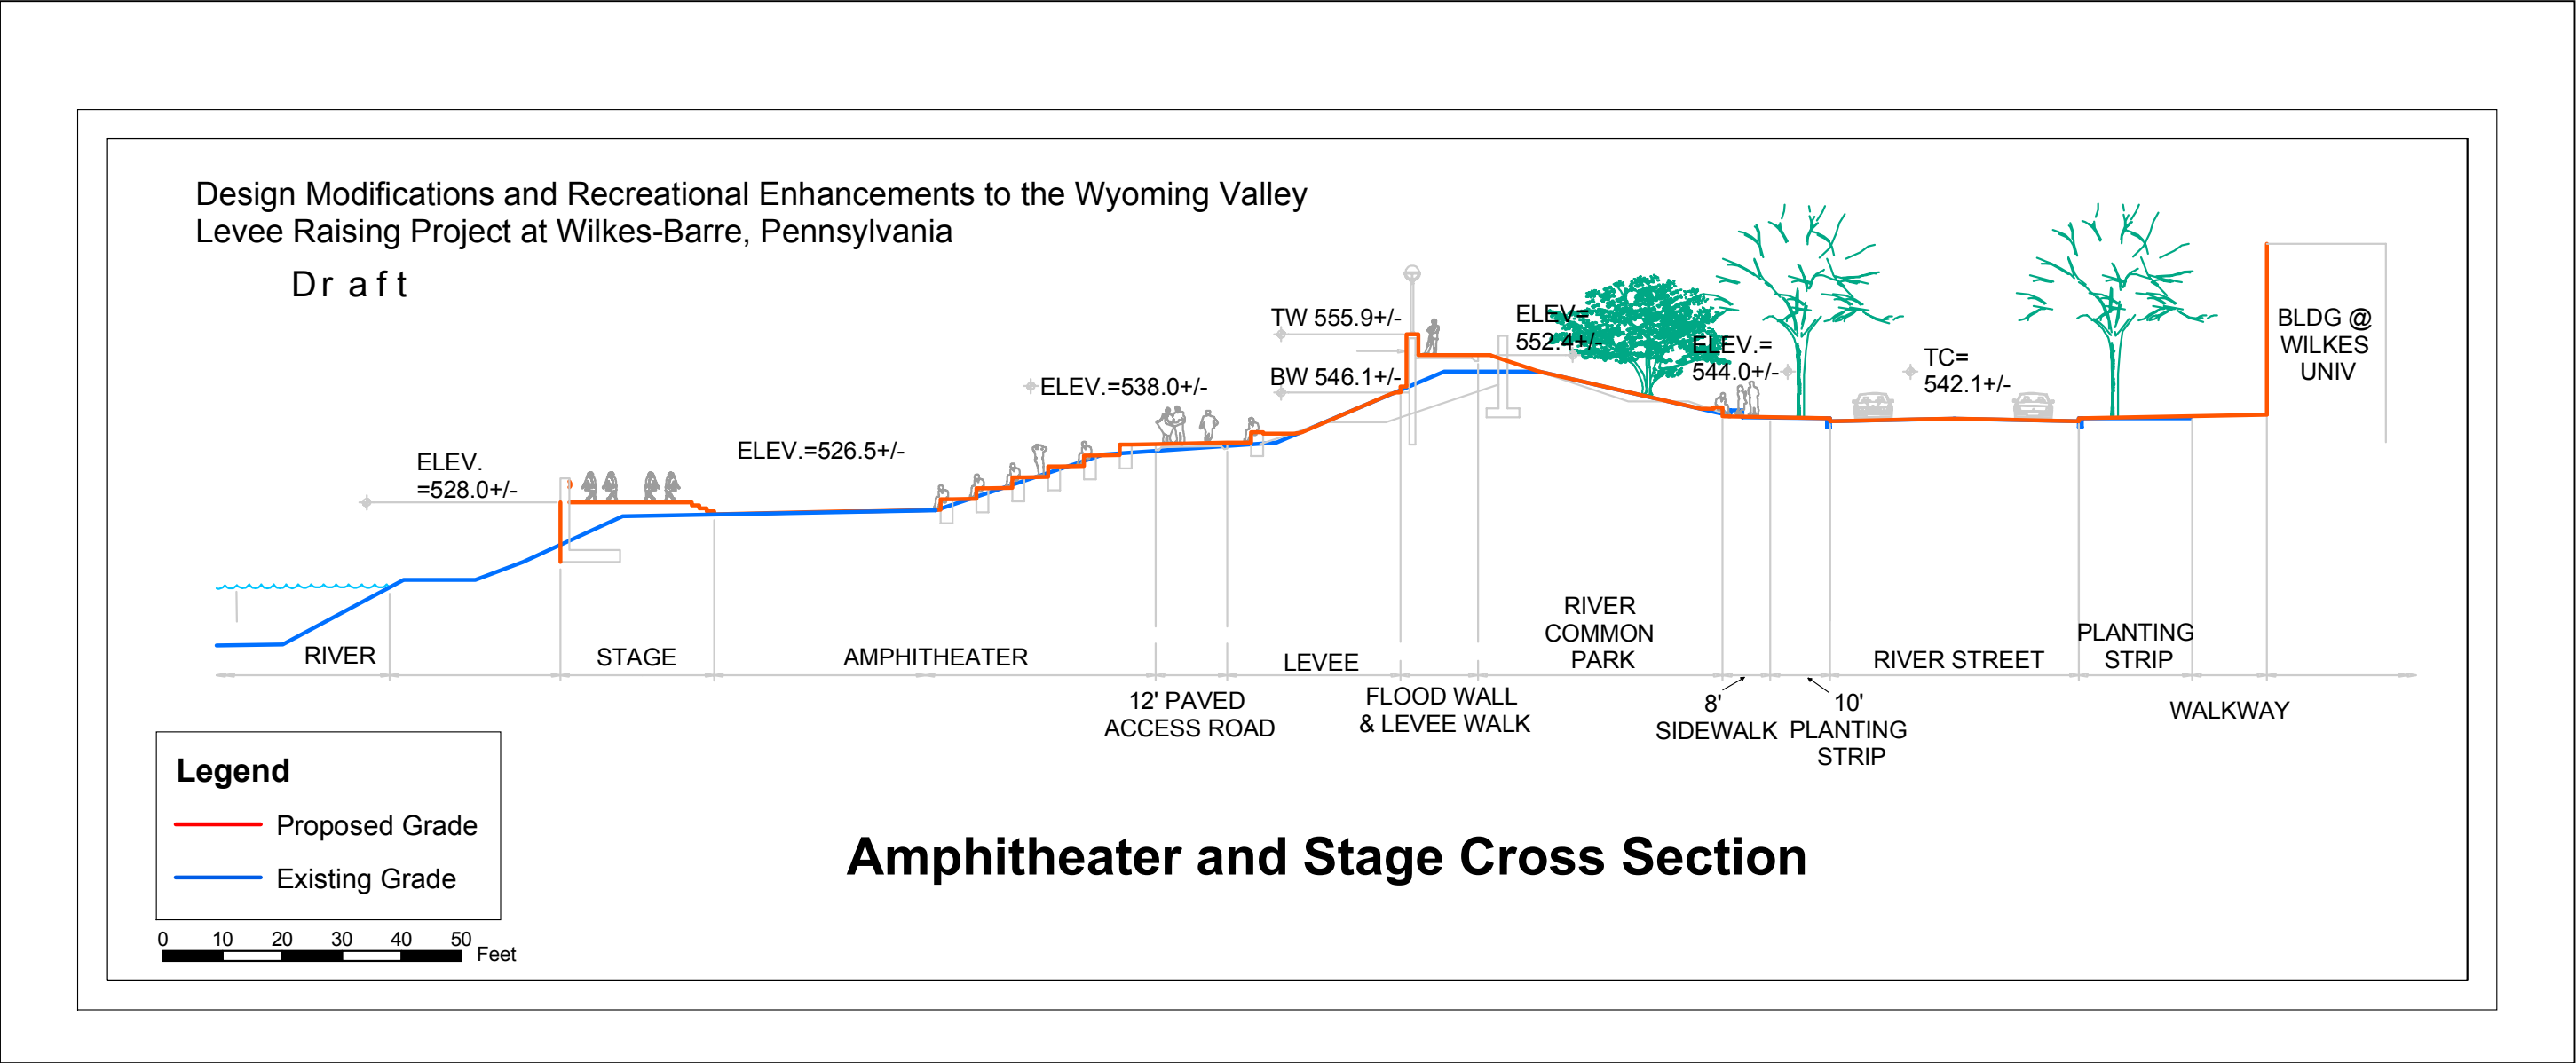 Design Modifications and Recreational Enhancements to the Wyoming Valley
Levee Raising Project at Wilkes-Barre, Pennsylvania
Draft
TW 555.9+/-
ELEV=
552.4+/-
BLDG @
WILKES
UNIV
ELEV.=
544.0+/-
TC=
542.1+/-
BW 546.1+/-
ELEV.=538.0+/-
ELEV.=526.5+/-
ELEV.
=528.0+/-
RIVER
STAGE
AMPHITHEATER
12' PAVED
ACCESS ROAD
LEVEE
FLOOD WALL
& LEVEE WALK
RIVER
COMMON
PARK
8'
SIDEWALK
10'
PLANTING
STRIP
RIVER STREET
PLANTING
STRIP
WALKWAY
Legend
Proposed Grade
Existing Grade
0 10 20 30 40 50 Feet
Amphitheater and Stage Cross Section